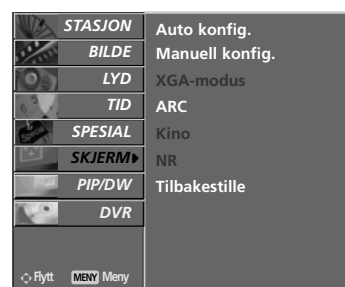 STASJON
BILDE
LYD
TID
SPESIAL
SKJERM
PIP/DW
DVR
Flytt MENY Meny
Auto konfig.
Manuell konfig.
XGA-modus
ARC
Kino
NR
Tilbakestille